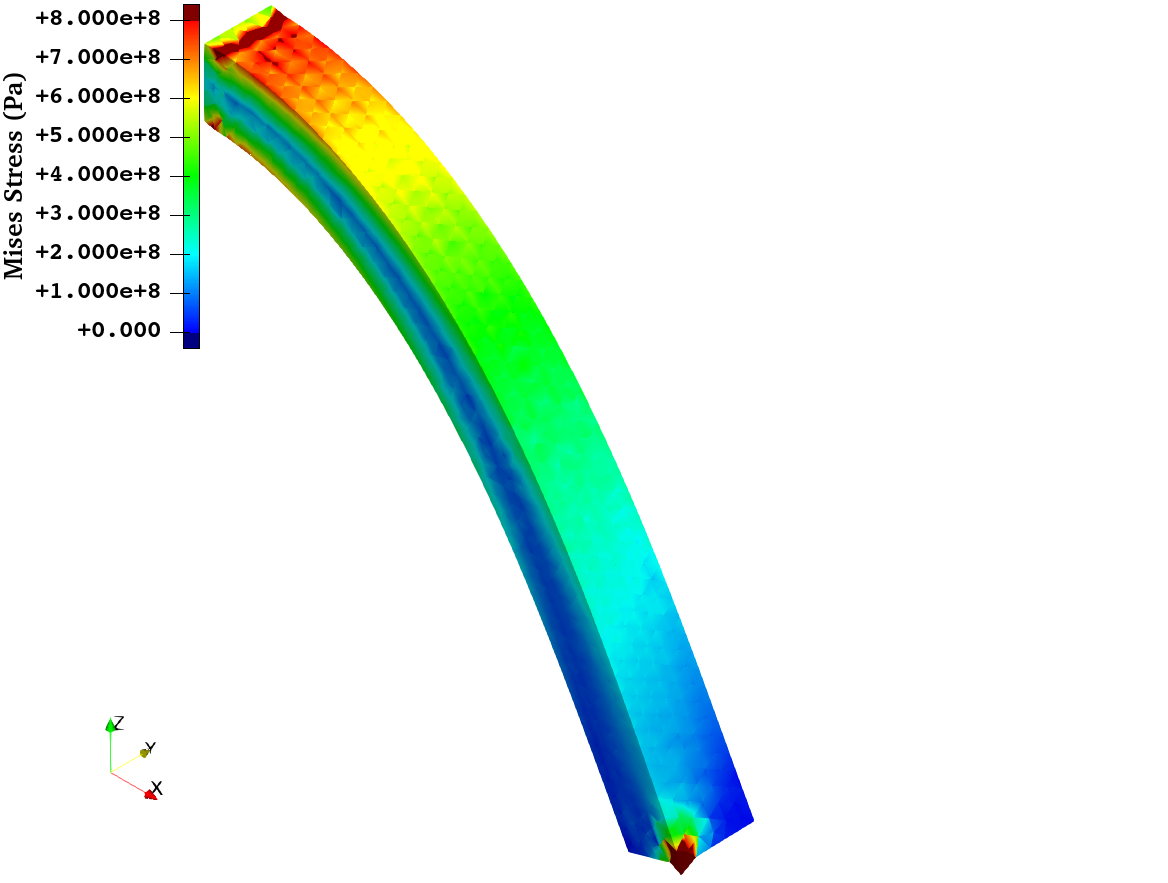 Mises Stress (Pa)
+8.000e+8
+7.000e+8
+6.000e+8
+5.000e+8
+4.000e+8
+3.000e+8
+2.000e+8
+1.000e+8
+0.000
Z
Y
X